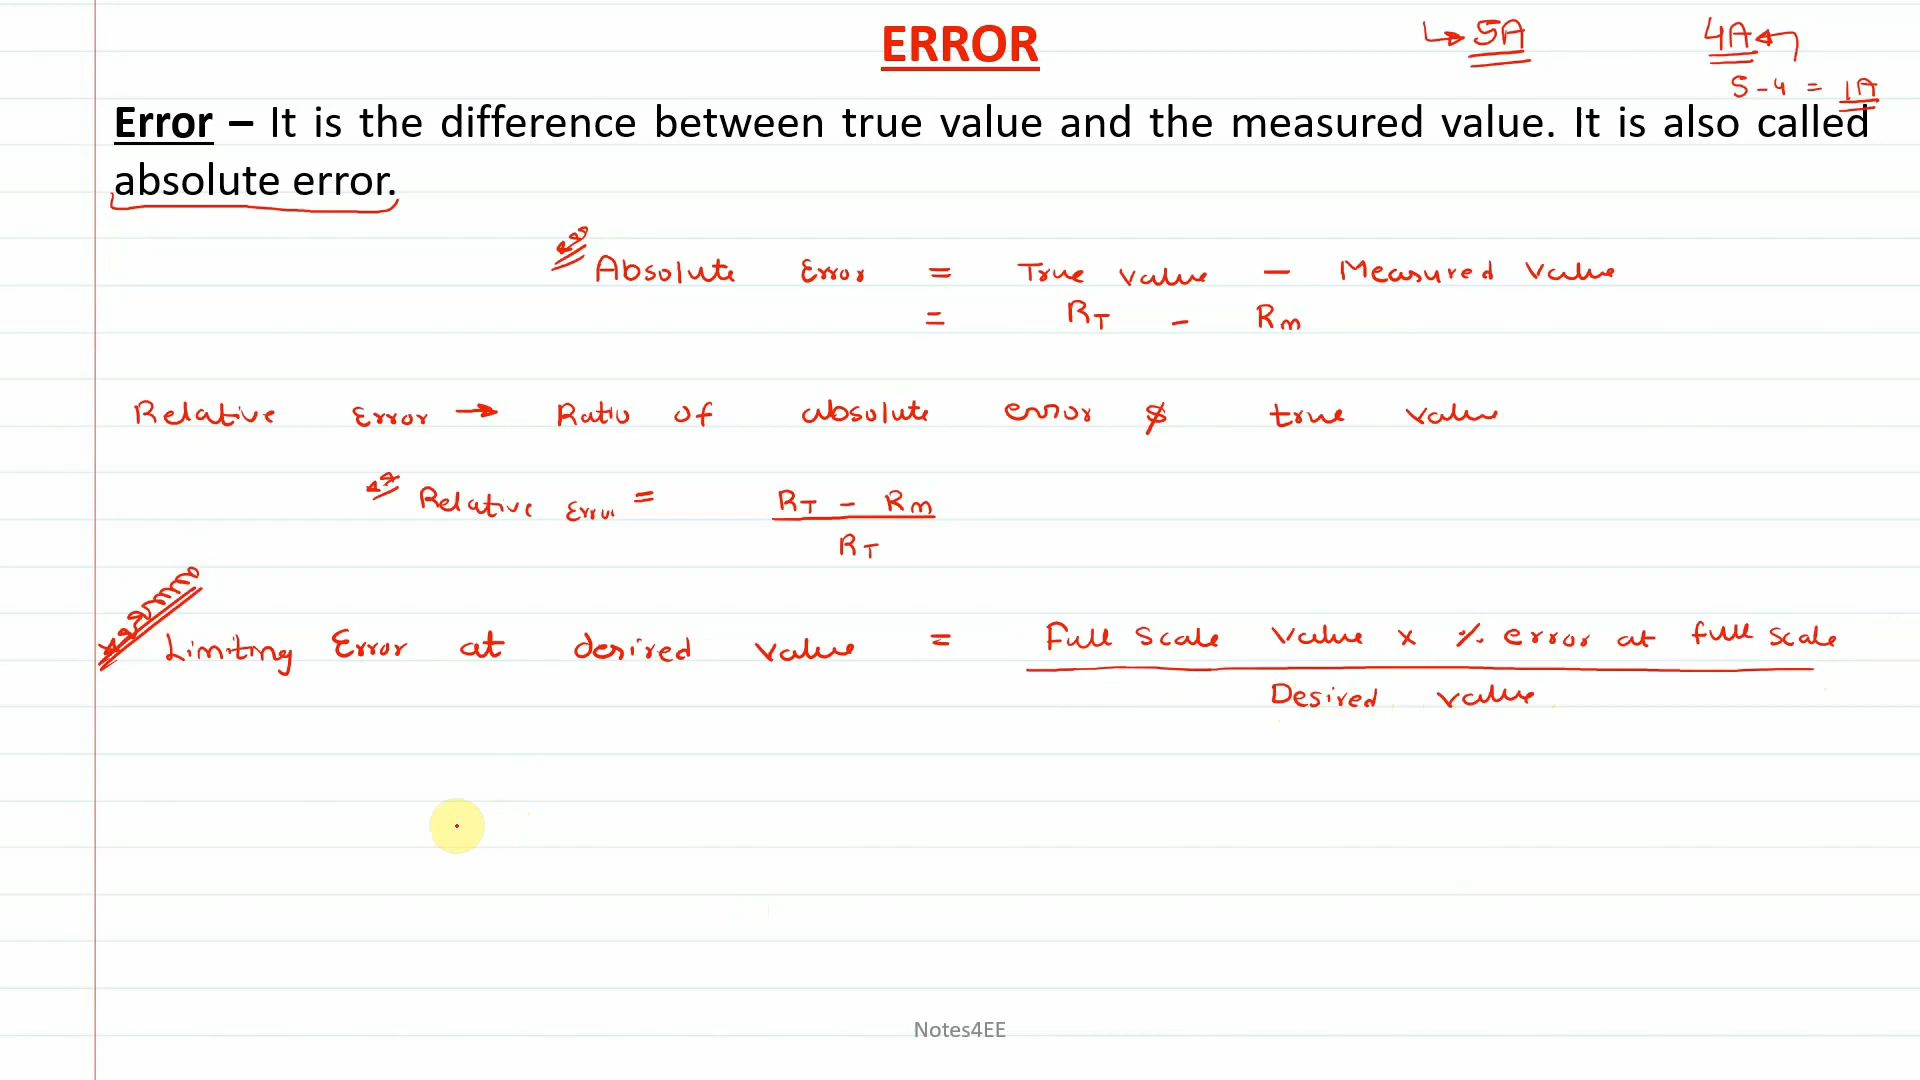 ERROR
↳ 5A 4A
5 - 4 = 1A
Error – It is the difference between true value and the measured value. It is also called
absolute error.
Absolute Error = True value - Measured value
= RT - Rm
Relative Error → Ratio of absolute error & true value
Relative Error = RT - Rm
RT
Limiting Error at desired value = Full scale value x % error at full scale
Desired value
Notes4EE